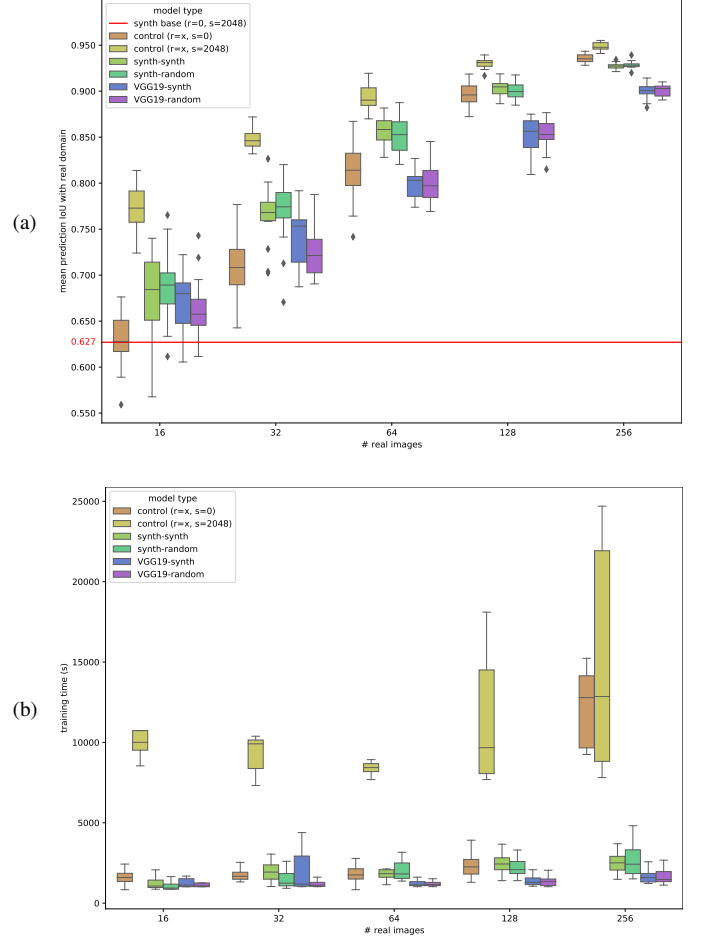 model type
synth base (r=0, s=2048)
control (r=x, s=0)
control (r=x, s=2048)
synth-synth
synth-random
VGG19-synth
VGG19-random
0.950
0.900
0.850
0.800
0.750
0.700
0.650
0.627
0.600
0.550
mean prediction IoU with real domain
(a)
16 32 64 128 256
# real images
model type
control (r=x, s=0)
control (r=x, s=2048)
synth-synth
synth-random
VGG19-synth
VGG19-random
25000
20000
15000
10000
5000
0
training time (s)
(b)
16 32 64 128 256
# real images